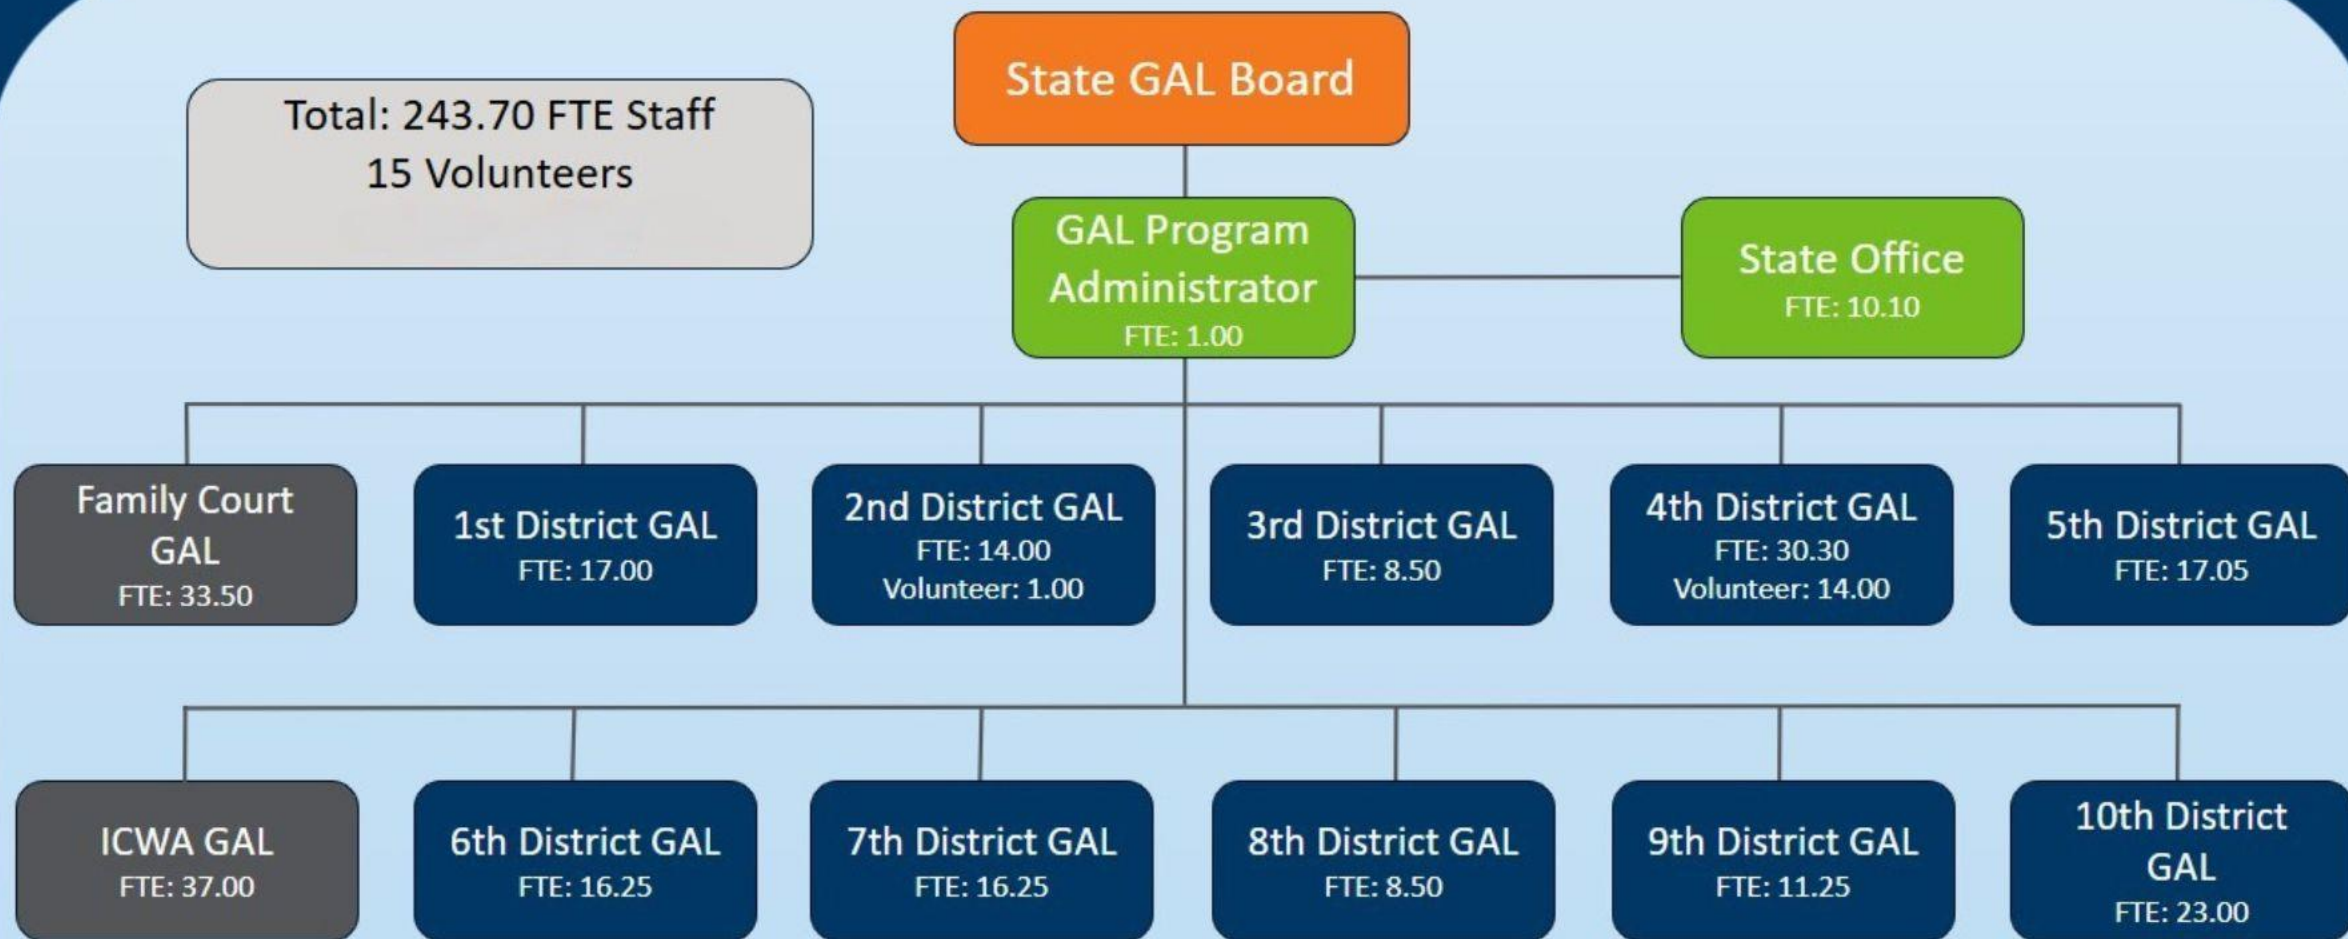 State GAL Board
Total: 243.70 FTE Staff
15 Volunteers
GAL Program
Administrator
FTE: 1.00
State Office
FTE: 10.10
Family Court
GAL
FTE: 33.50
1st District GAL
FTE: 17.00
2nd District GAL
FTE: 14.00
Volunteer: 1.00
3rd District GAL
FTE: 8.50
4th District GAL
FTE: 30.30
Volunteer: 14.00
5th District GAL
FTE: 17.05
ICWA GAL
FTE: 37.00
6th District GAL
FTE: 16.25
7th District GAL
FTE: 16.25
8th District GAL
FTE: 8.50
9th District GAL
FTE: 11.25
10th District
GAL
FTE: 23.00